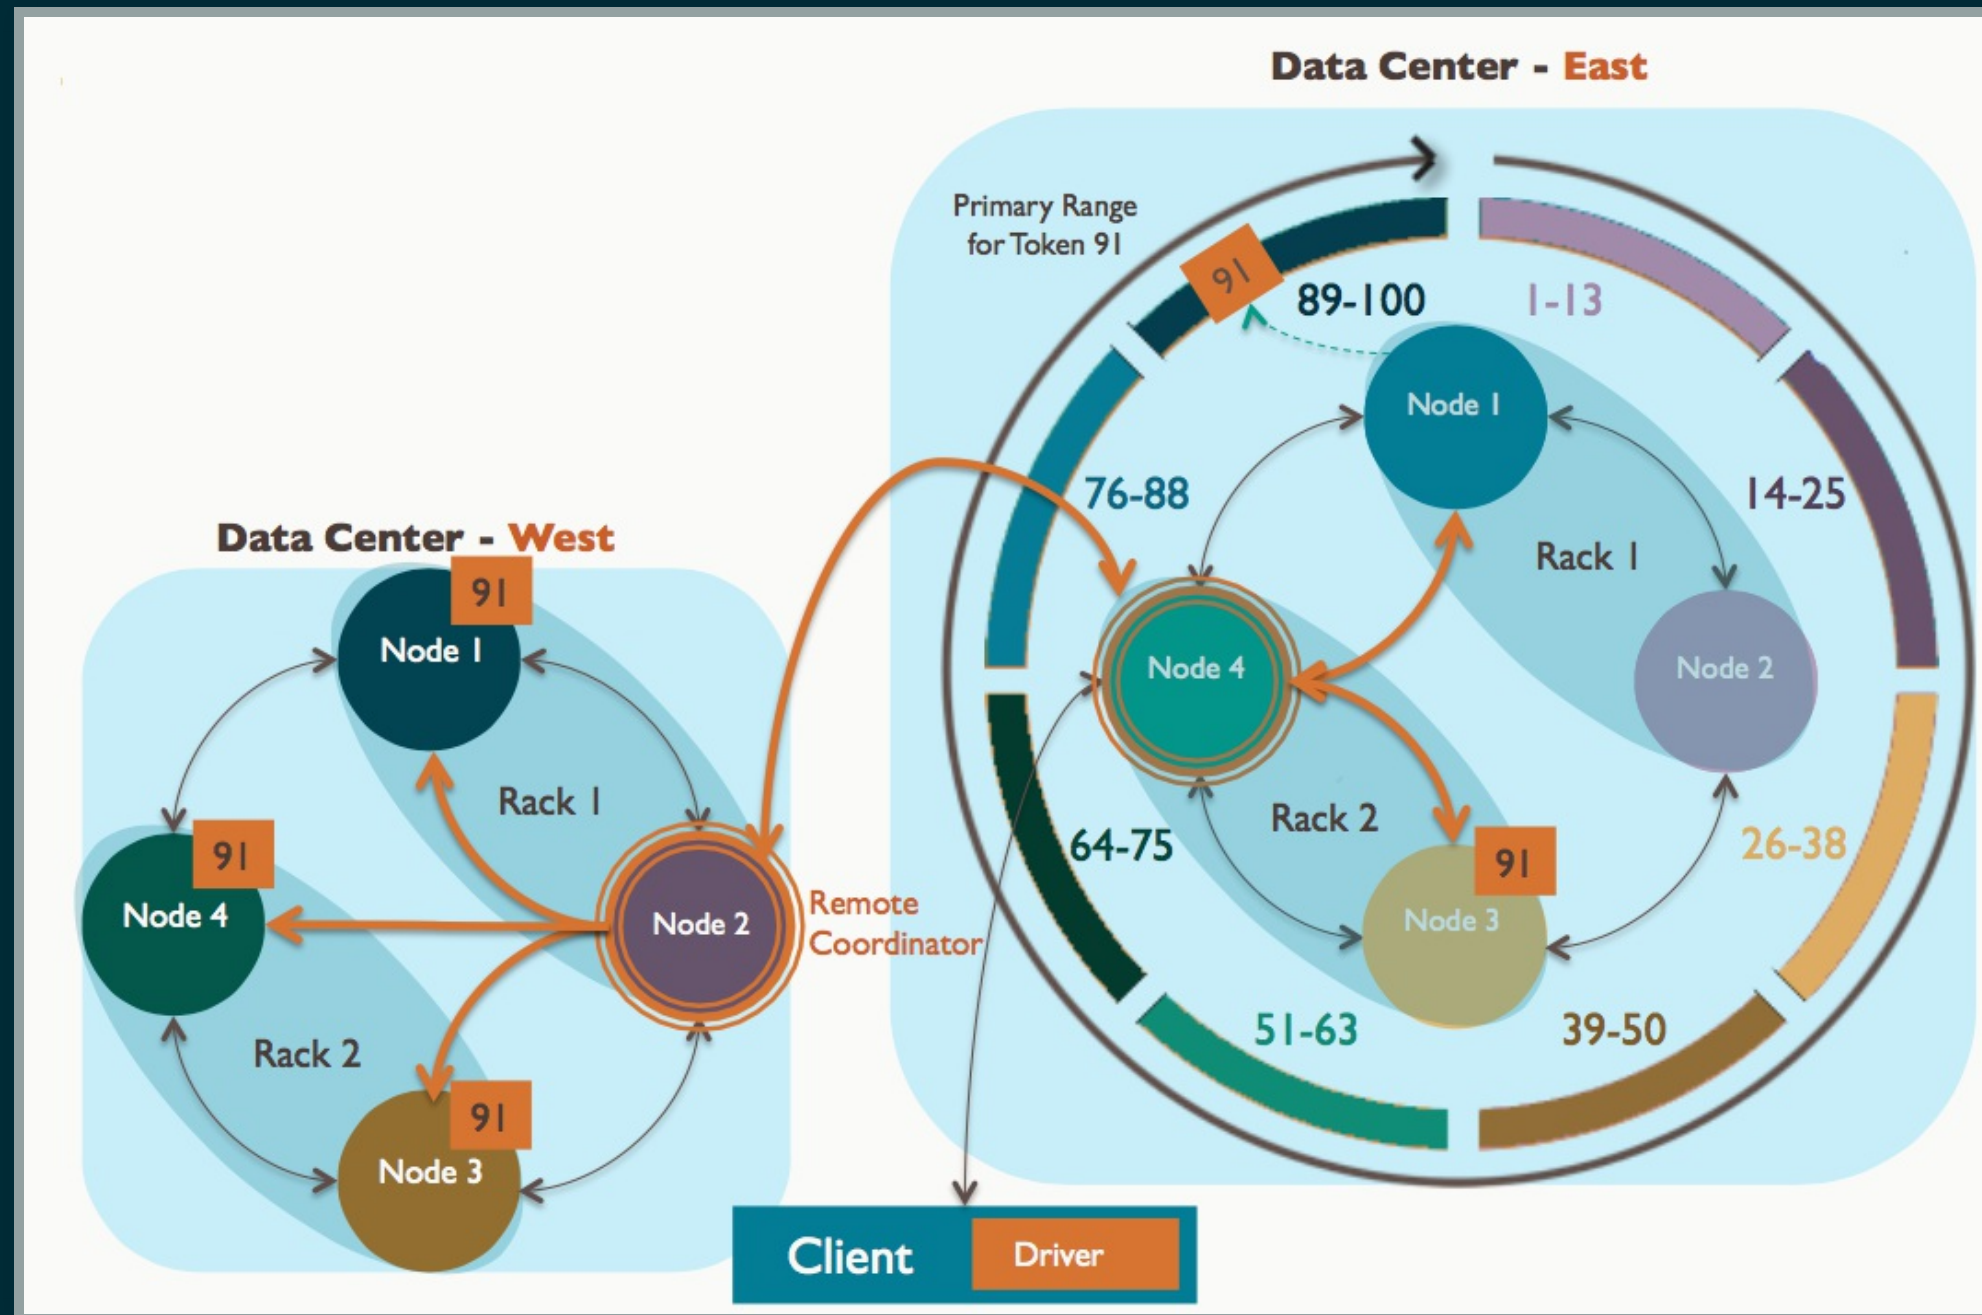 Data Center - East
Primary Range
for Token 91
91
89-100
1-13
Node 1
76-88
14-25
Rack 1
Data Center - West
91
Node 1
Node 4
Node 2
Rack 1
Rack 2
64-75
26-38
91
91
Node 4
Node 2
Remote
Coordinator
Node 3
Rack 2
51-63
39-50
91
Node 3
Client
Driver